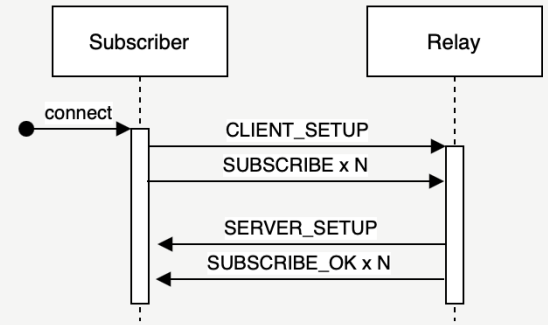 Subscriber
Relay
connect
CLIENT_SETUP
SUBSCRIBE x N
SERVER_SETUP
SUBSCRIBE_OK x N